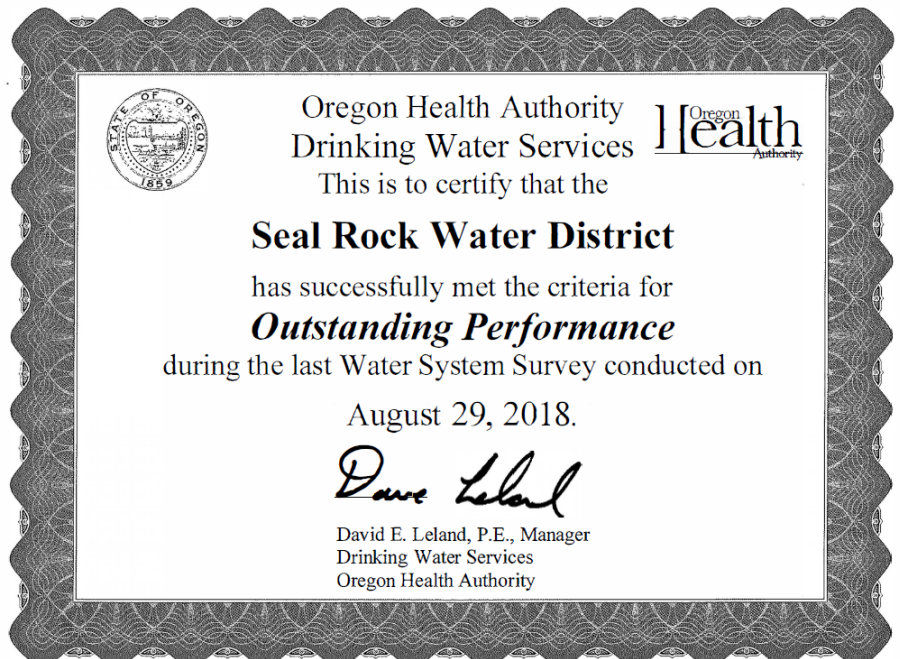 STATE OF OREGON
1859
Oregon Health Authority
Oregon
Health
Authority
Drinking Water Services
This is to certify that the
Seal Rock Water District
has successfully met the criteria for
Outstanding Performance
during the last Water System Survey conducted on
August 29, 2018.
Dave Leland
David E. Leland, P.E., Manager
Drinking Water Services
Oregon Health Authority